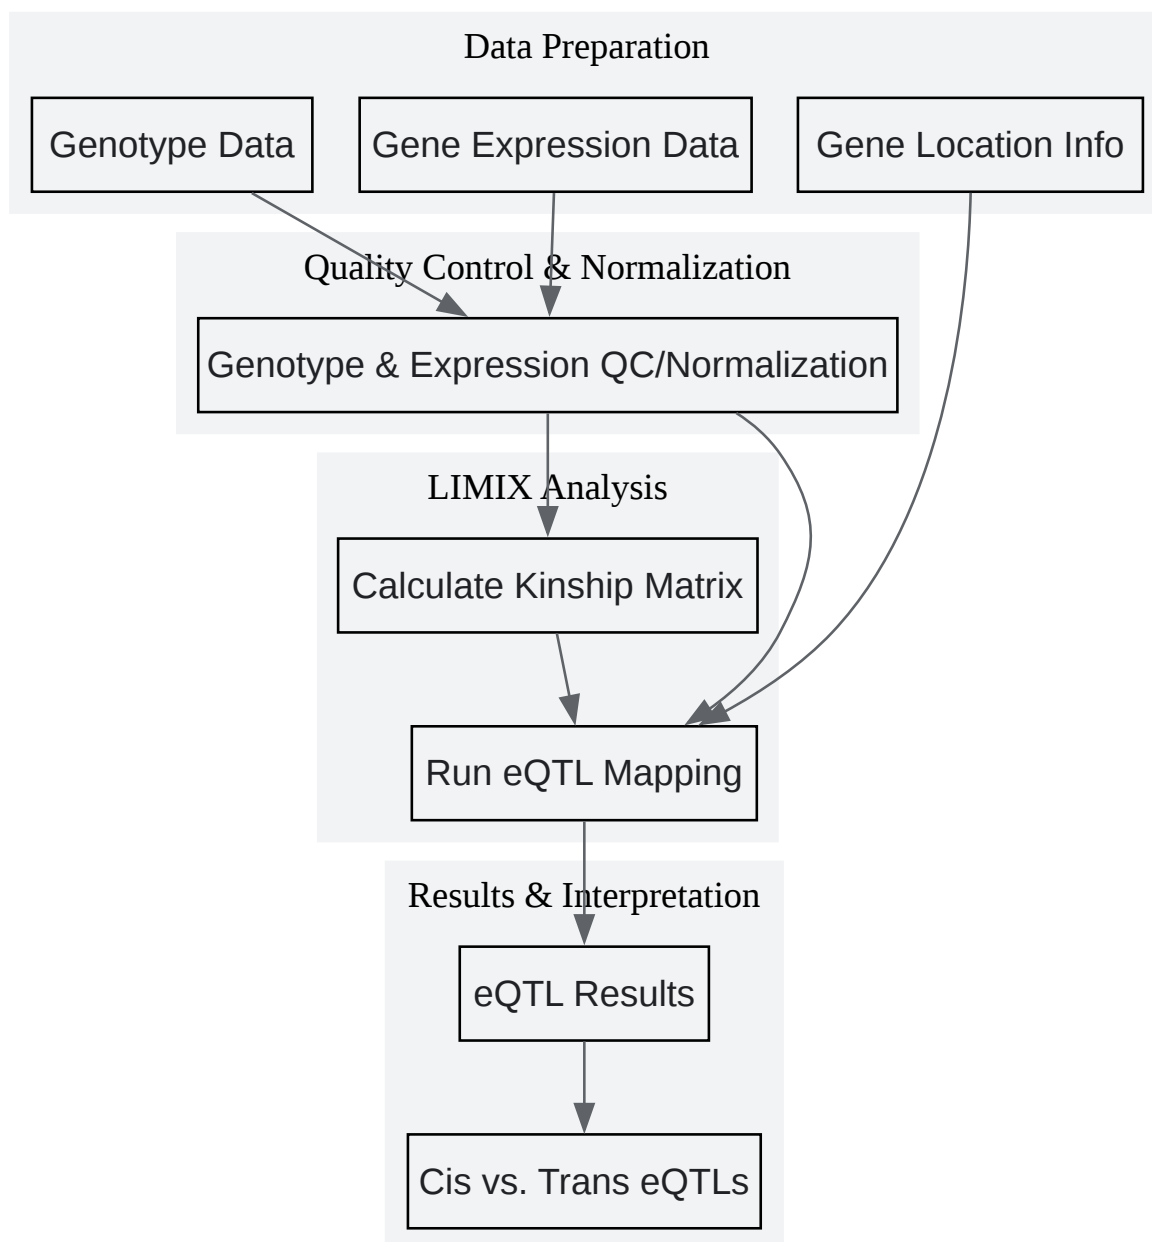 Data Preparation
Genotype Data
Gene Expression Data
Gene Location Info
Quality Control & Normalization
Genotype & Expression QC/Normalization
LIMIX Analysis
Calculate Kinship Matrix
Run eQTL Mapping
Results & Interpretation
eQTL Results
Cis vs. Trans eQTLs